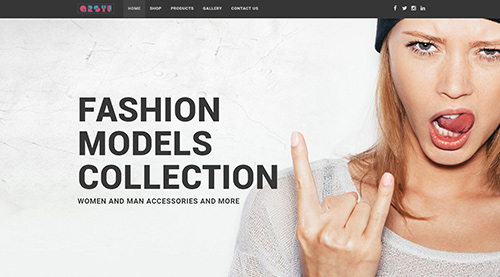 HOME SHOP PRODUCTS GALLERY CONTACT US
FASHION
MODELS
COLLECTION
WOMEN AND MAN ACCESSORIES AND MORE